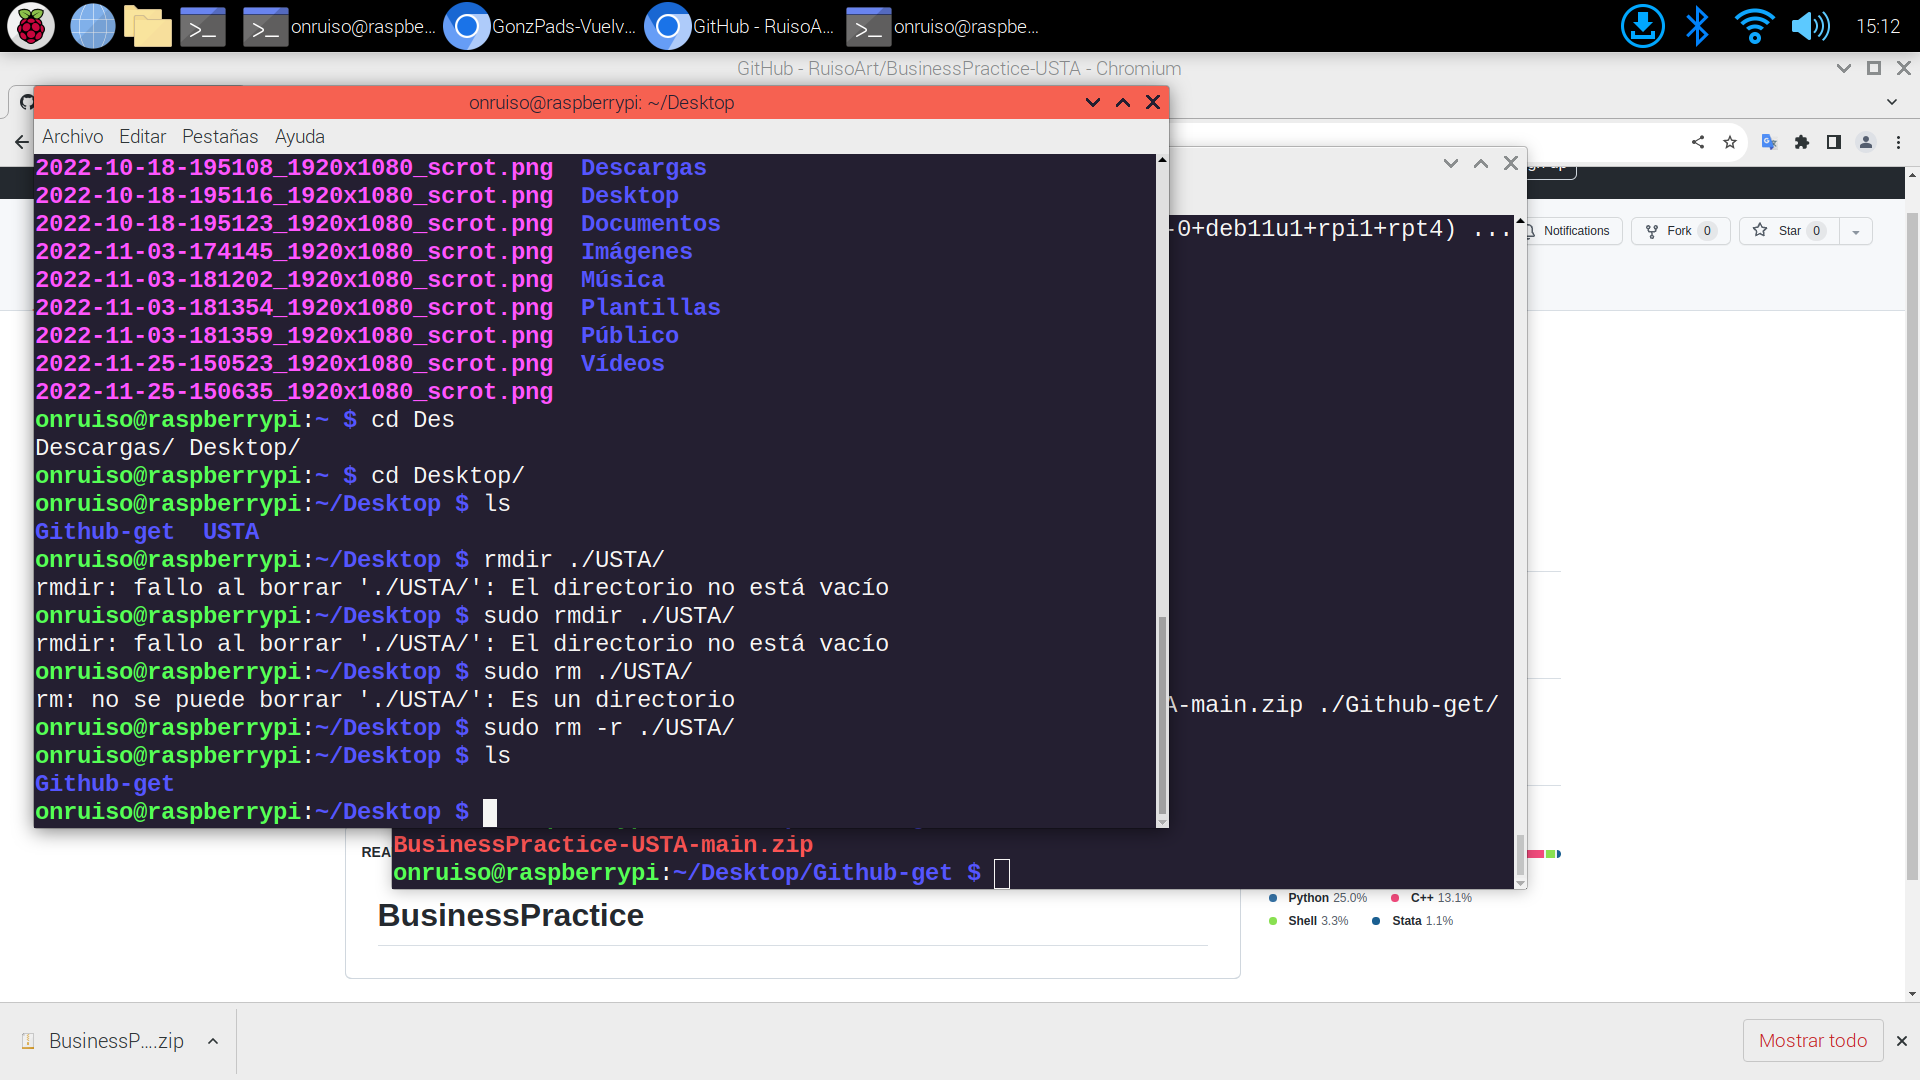 onruiso@raspbe...
GonzPads-Vuelv...
GitHub - RuisoA...
onruiso@raspbe...
15:12
GitHub - RuisoArt/BusinessPractice-USTA - Chromium
onruiso@raspberrypi: ~/Desktop
Archivo Editar Pestañas Ayuda
2022-10-18-195108_1920x1080_scrot.png Descargas
2022-10-18-195116_1920x1080_scrot.png Desktop
2022-10-18-195123_1920x1080_scrot.png Documentos
2022-11-03-174145_1920x1080_scrot.png Imágenes
2022-11-03-181202_1920x1080_scrot.png Música
2022-11-03-181354_1920x1080_scrot.png Plantillas
2022-11-03-181359_1920x1080_scrot.png Público
2022-11-25-150523_1920x1080_scrot.png Vídeos
2022-11-25-150635_1920x1080_scrot.png
onruiso@raspberrypi:~ $ cd Des
Descargas/ Desktop/
onruiso@raspberrypi:~ $ cd Desktop/
onruiso@raspberrypi:~/Desktop $ ls
Github-get USTA
onruiso@raspberrypi:~/Desktop $ rmdir ./USTA/
rmdir: fallo al borrar './USTA/': El directorio no está vacío
onruiso@raspberrypi:~/Desktop $ sudo rmdir ./USTA/
rmdir: fallo al borrar './USTA/': El directorio no está vacío
onruiso@raspberrypi:~/Desktop $ sudo rm ./USTA/
rm: no se puede borrar './USTA/': Es un directorio
onruiso@raspberrypi:~/Desktop $ sudo rm -r ./USTA/
onruiso@raspberrypi:~/Desktop $ ls
Github-get
onruiso@raspberrypi:~/Desktop $
-0+deb11u1+rpi1+rpt4) ...
A-main.zip ./Github-get/
BusinessPractice-USTA-main.zip
onruiso@raspberrypi:~/Desktop/Github-get $
Notifications
Fork 0
Star 0
REA
BusinessPractice
Python 25.0% C++ 13.1%
Shell 3.3% Stata 1.1%
BusinessP....zip
Mostrar todo